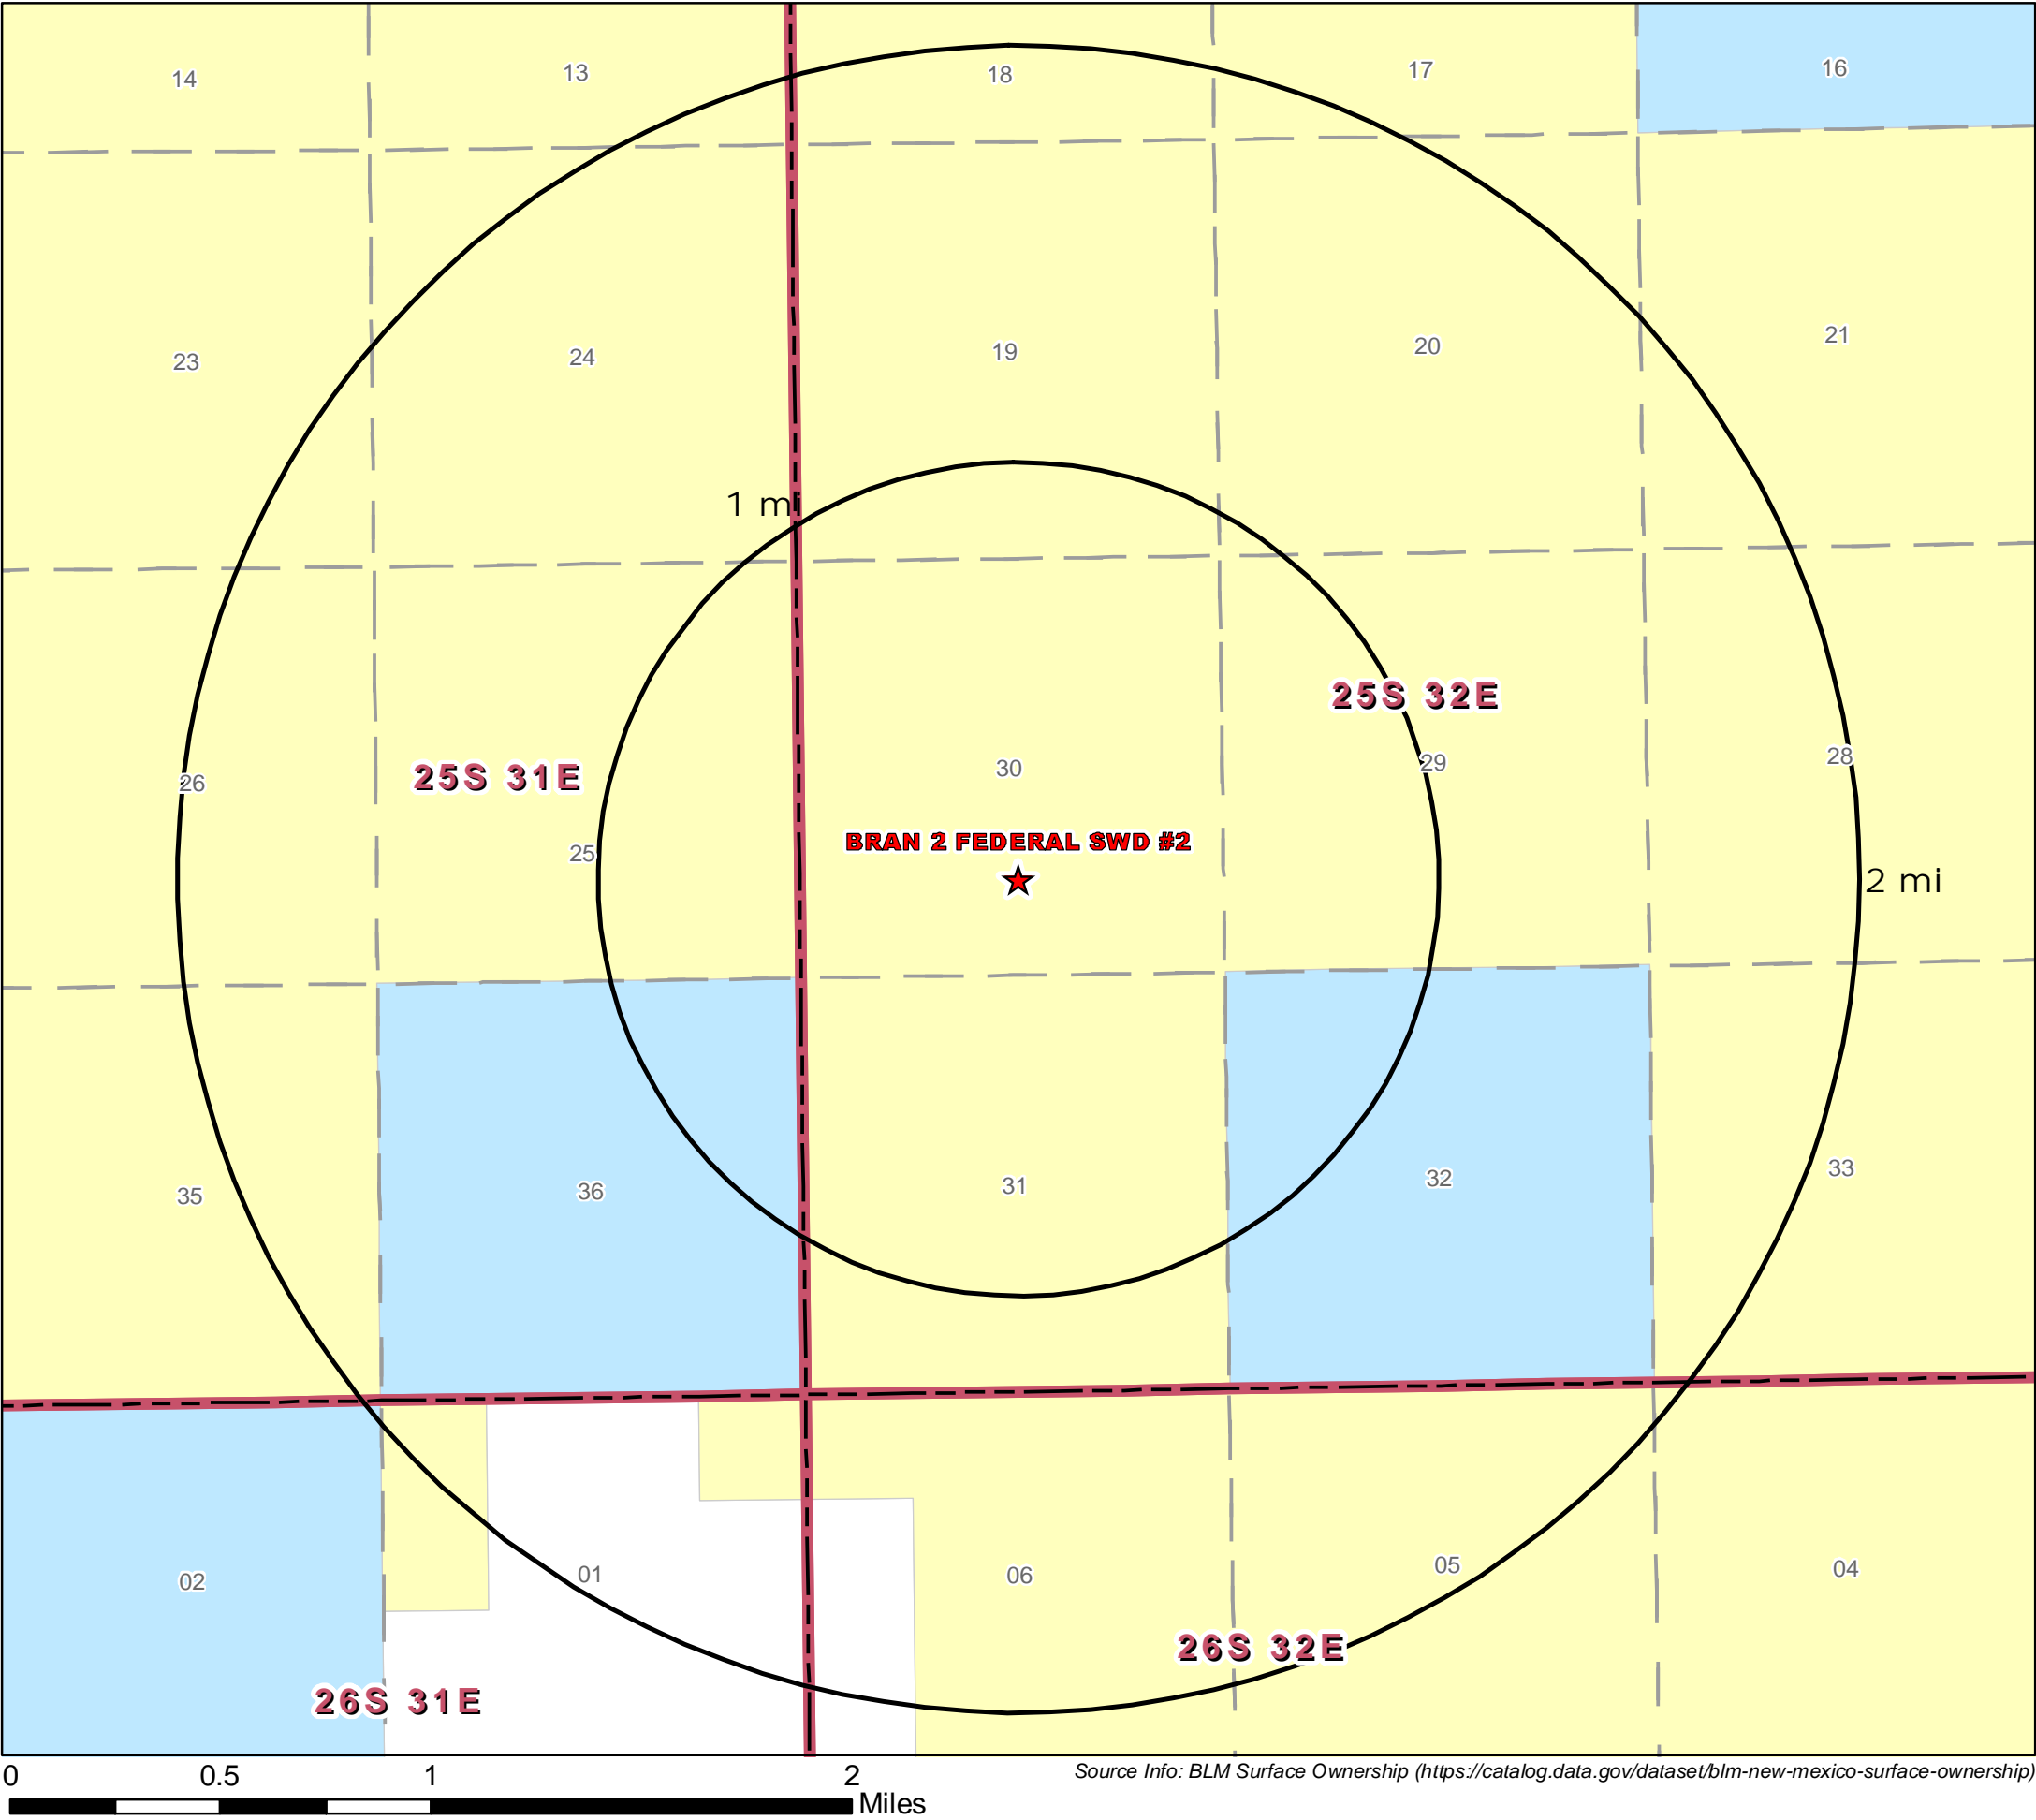 14
13
18
17
16
23
24
19
20
21
1 mi
25S 32E
26
25S 31E
30
29
28
BRAN 2 FEDERAL SWD #2
25
2 mi
35
36
31
32
33
02
01
06
05
04
26S 31E
26S 32E
0 0.5 1 2
Miles
Source Info: BLM Surface Ownership (https://catalog.data.gov/dataset/blm-new-mexico-surface-ownership)